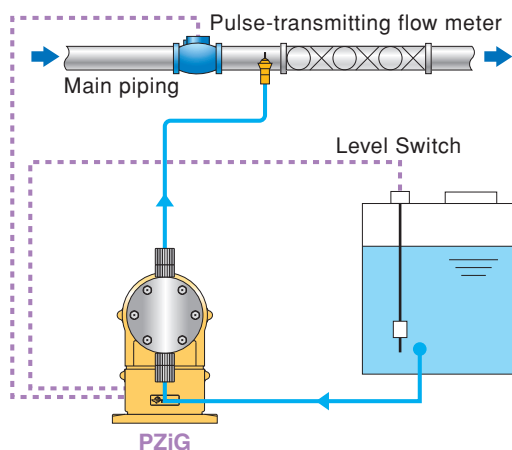 Pulse-transmitting flow meter
Main piping
Level Switch
PZiG